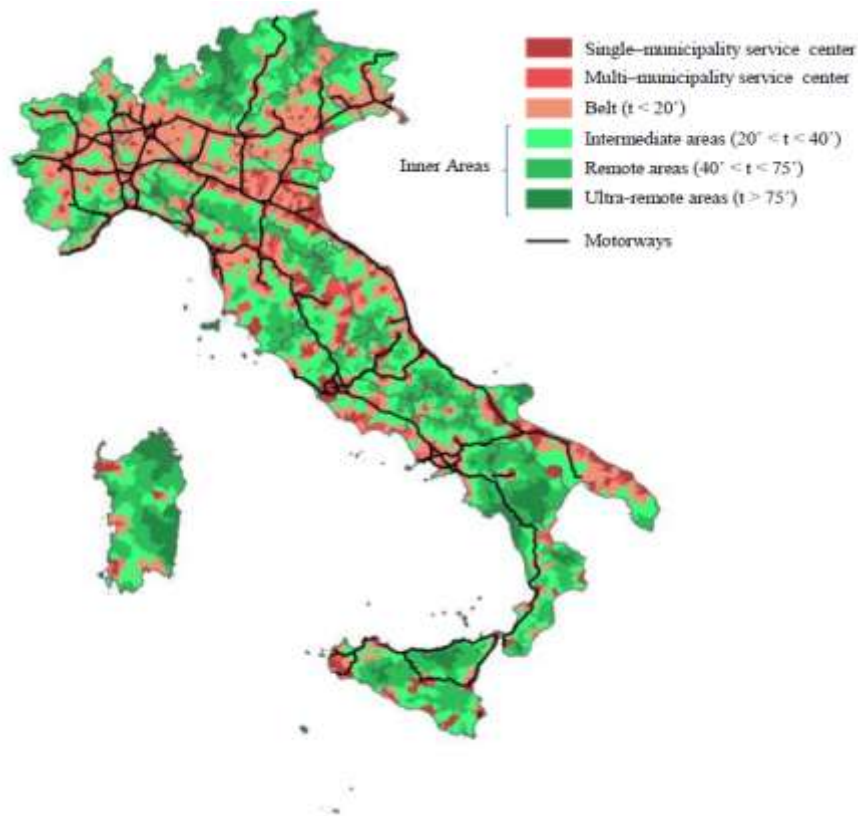 Single–municipality service center
Multi–municipality service center
Belt (t < 20´)
Intermediate areas (20´ < t < 40´)
Inner Areas
Remote areas (40´ < t < 75´)
Ultra-remote areas (t > 75´)
Motorways